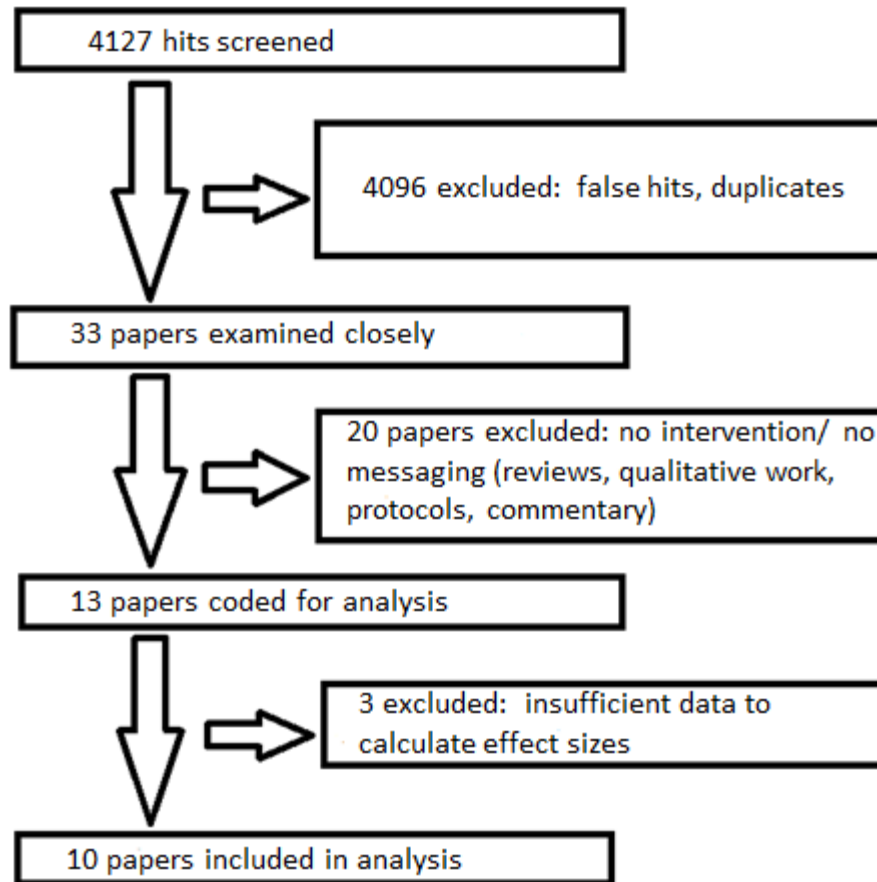 4127 hits screened
4096 excluded: false hits, duplicates
33 papers examined closely
20 papers excluded: no intervention/ no
messaging (reviews, qualitative work,
protocols, commentary)
13 papers coded for analysis
3 excluded: insufficient data to
calculate effect sizes
10 papers included in analysis